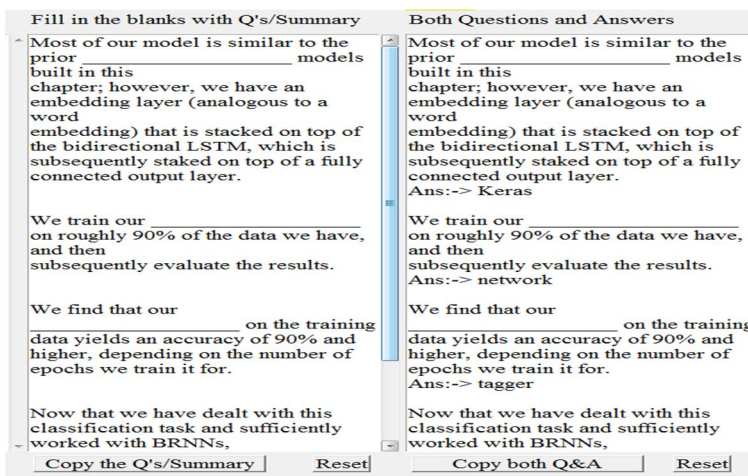 Fill in the blanks with Q's/Summary
Most of our model is similar to the
prior ____________________ models
built in this
chapter; however, we have an
embedding layer (analogous to a
word
embedding) that is stacked on top of
the bidirectional LSTM, which is
subsequently staked on top of a fully
connected output layer.
We train our ____________________
on roughly 90% of the data we have,
and then
subsequently evaluate the results.
We find that our
____________________ on the training
data yields an accuracy of 90% and
higher, depending on the number of
epochs we train it for.
Now that we have dealt with this
classification task and sufficiently
worked with BRNNs,
Copy the Q's/Summary
Reset
Both Questions and Answers
Most of our model is similar to the
prior ____________________ models
built in this
chapter; however, we have an
embedding layer (analogous to a
word
embedding) that is stacked on top of
the bidirectional LSTM, which is
subsequently staked on top of a fully
connected output layer.
Ans:-> Keras
We train our ____________________
on roughly 90% of the data we have,
and then
subsequently evaluate the results.
Ans:-> network
We find that our
____________________ on the training
data yields an accuracy of 90% and
higher, depending on the number of
epochs we train it for.
Ans:-> tagger
Now that we have dealt with this
classification task and sufficiently
worked with BRNNs,
Copy both Q&A
Reset